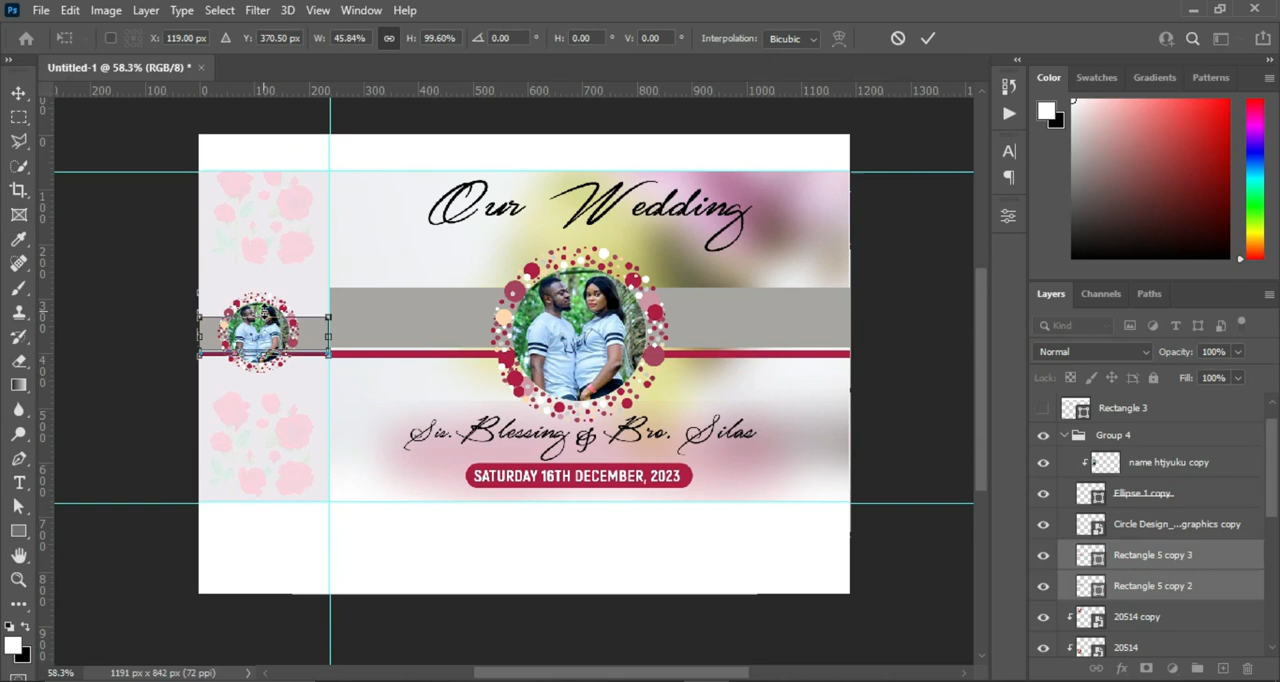 Ps File Edit Image Layer Type Select Filter 3D View Window Help
X: 119.00 px Y: 370.50 px W: 45.84% H: 99.60% 0.00 ° H: 0.00 ° V: 0.00 ° Interpolation: Bicubic
Untitled-1 @ 58.3% (RGB/8) * ×
200 100 0 100 200 300 400 500 600 700 800 900 1000 1100 1200 1300
Color Swatches Gradients Patterns
Our Wedding
Sis. Blessing & Bro. Silas
SATURDAY 16TH DECEMBER, 2023
Layers Channels Paths
Kind
Normal Opacity: 100%
Lock: Fill: 100%
Rectangle 3
Group 4
name htjyuku copy
Ellipse 1 copy
Circle Design_...graphics copy
Rectangle 5 copy 3
Rectangle 5 copy 2
20514 copy
20514
58.3% 1191 px x 842 px (72 ppi)